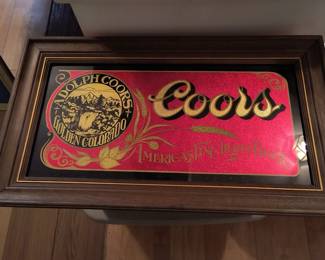 ADOLPH COORS
GOLDEN COLORADO
Coors
AMERICA'S FINE LIGHT BEER